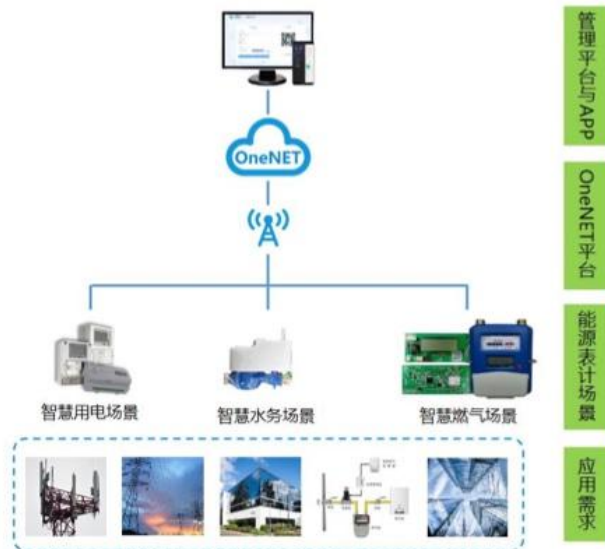 管理平台与APP
OneNET
OneNET平台
能源表计场景
智慧用电场景
智慧水务场景
智慧燃气场景
应用需求